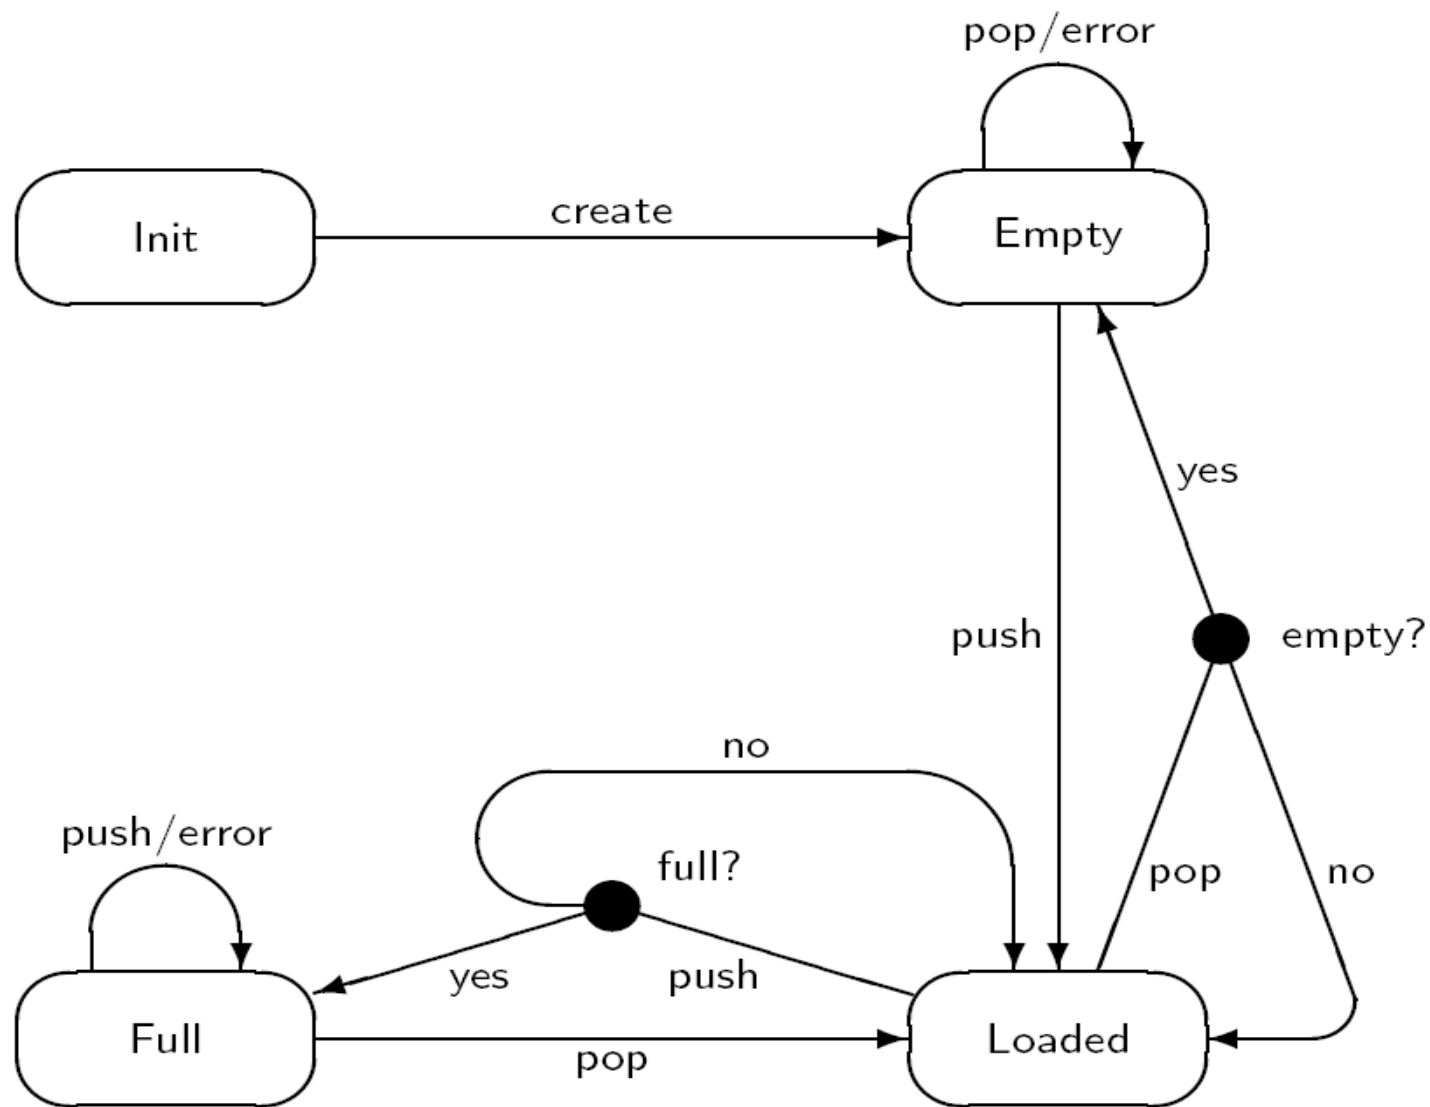 pop/error
Init
create
Empty
yes
push
empty?
no
push/error
full?
pop
no
yes
push
Full
pop
Loaded